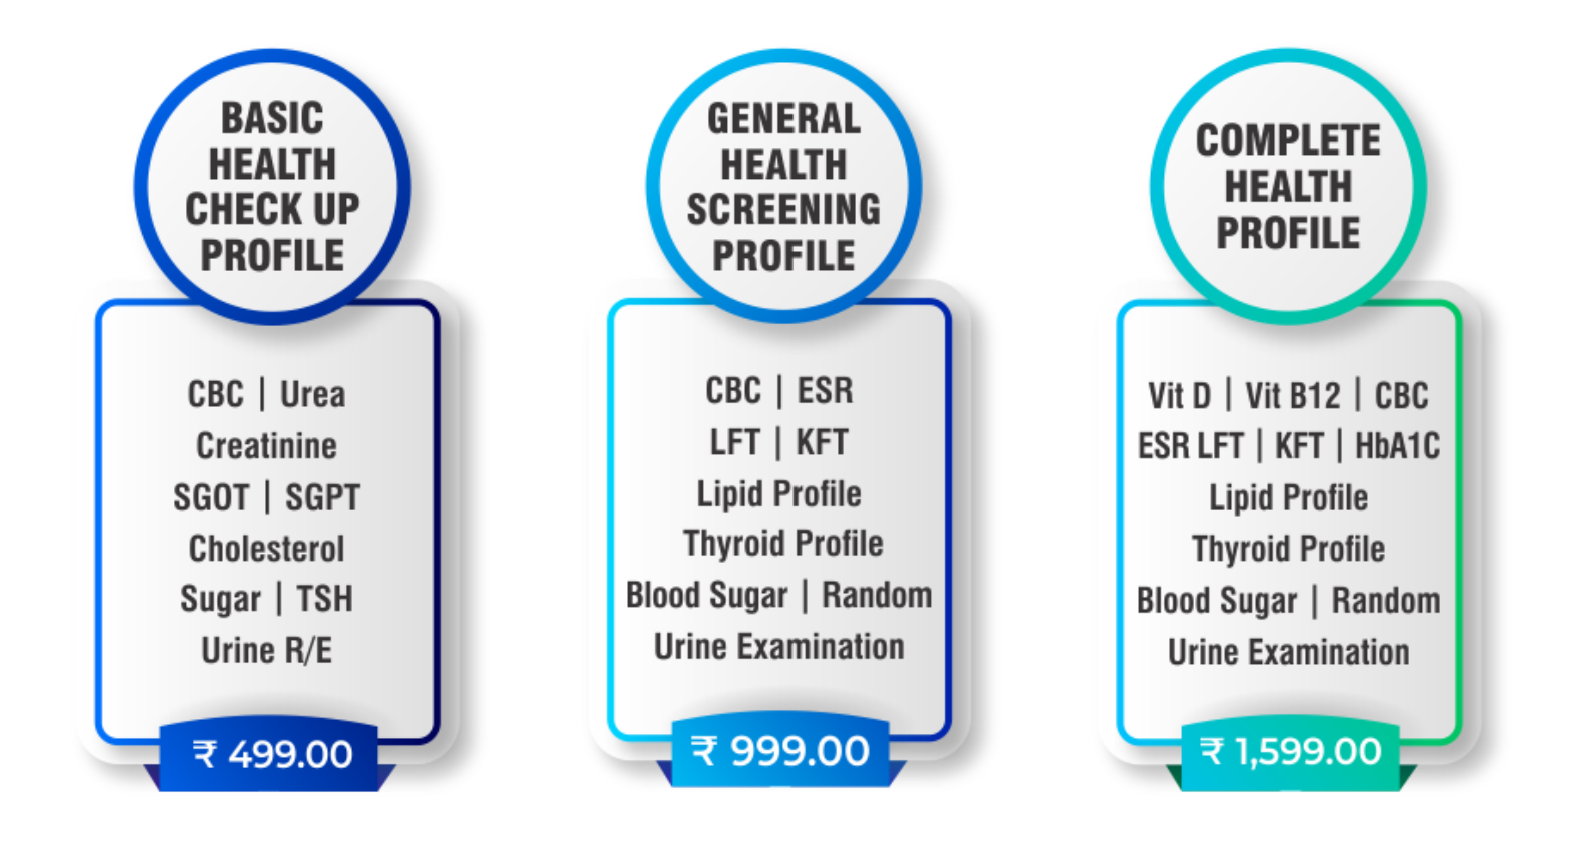 BASIC
HEALTH
CHECK UP
PROFILE
CBC | Urea
Creatinine
SGOT | SGPT
Cholesterol
Sugar | TSH
Urine R/E
₹ 499.00
GENERAL
HEALTH
SCREENING
PROFILE
CBC | ESR
LFT | KFT
Lipid Profile
Thyroid Profile
Blood Sugar | Random
Urine Examination
₹ 999.00
COMPLETE
HEALTH
PROFILE
Vit D | Vit B12 | CBC
ESR LFT | KFT | HbA1C
Lipid Profile
Thyroid Profile
Blood Sugar | Random
Urine Examination
₹ 1,599.00